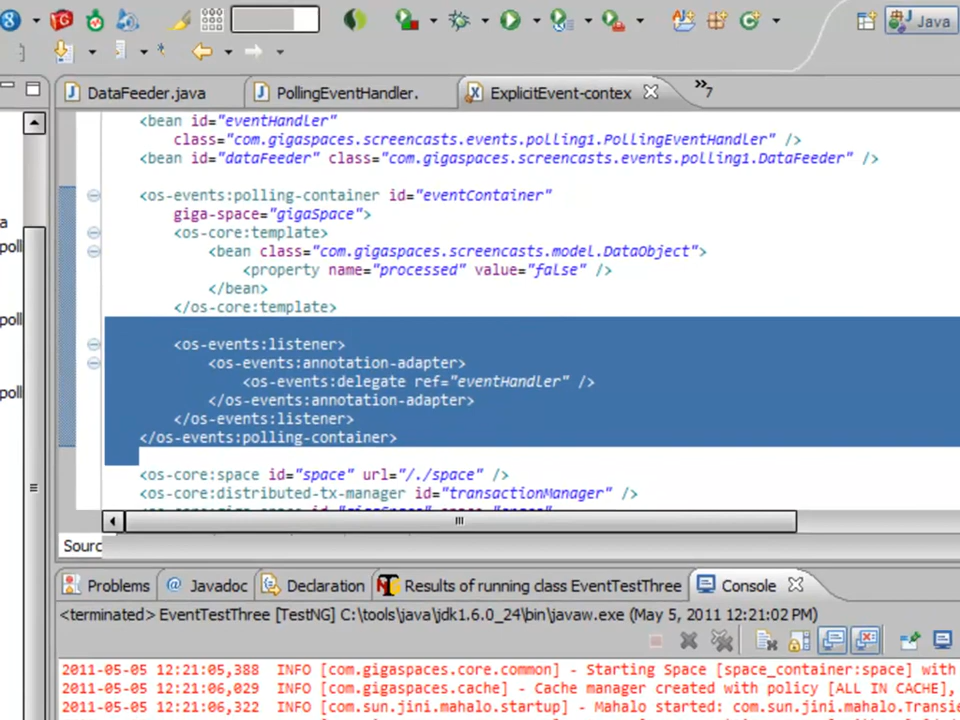 Java
DataFeeder.java
PollingEventHandler.
ExplicitEvent-contex
»7
<bean id="eventHandler"
class="com.gigaspaces.screencasts.events.polling1.PollingEventHandler" />
<bean id="dataFeeder" class="com.gigaspaces.screencasts.events.polling1.DataFeeder" />
<os-events:polling-container id="eventContainer"
giga-space="gigaSpace">
<os-core:template>
<bean class="com.gigaspaces.screencasts.model.DataObject">
<property name="processed" value="false" />
</bean>
</os-core:template>
<os-events:listener>
<os-events:annotation-adapter>
<os-events:delegate ref="eventHandler" />
</os-events:annotation-adapter>
</os-events:listener>
</os-events:polling-container>
<os-core:space id="space" url="/./space" />
<os-core:distributed-tx-manager id="transactionManager" />
a
poll
poll
poll
Sourc
Problems
@ Javadoc
Declaration
Results of running class EventTestThree
Console
<terminated> EventTestThree [TestNG] C:\tools\java\jdk1.6.0_24\bin\javaw.exe (May 5, 2011 12:21:02 PM)
2011-05-05 12:21:05,388 INFO [com.gigaspaces.core.common] - Starting Space [space_container:space] with
2011-05-05 12:21:06,029 INFO [com.gigaspaces.cache] - Cache manager created with policy [ALL IN CACHE],
2011-05-05 12:21:06,322 INFO [com.sun.jini.mahalo.startup] - Mahalo started: com.sun.jini.mahalo.Transie